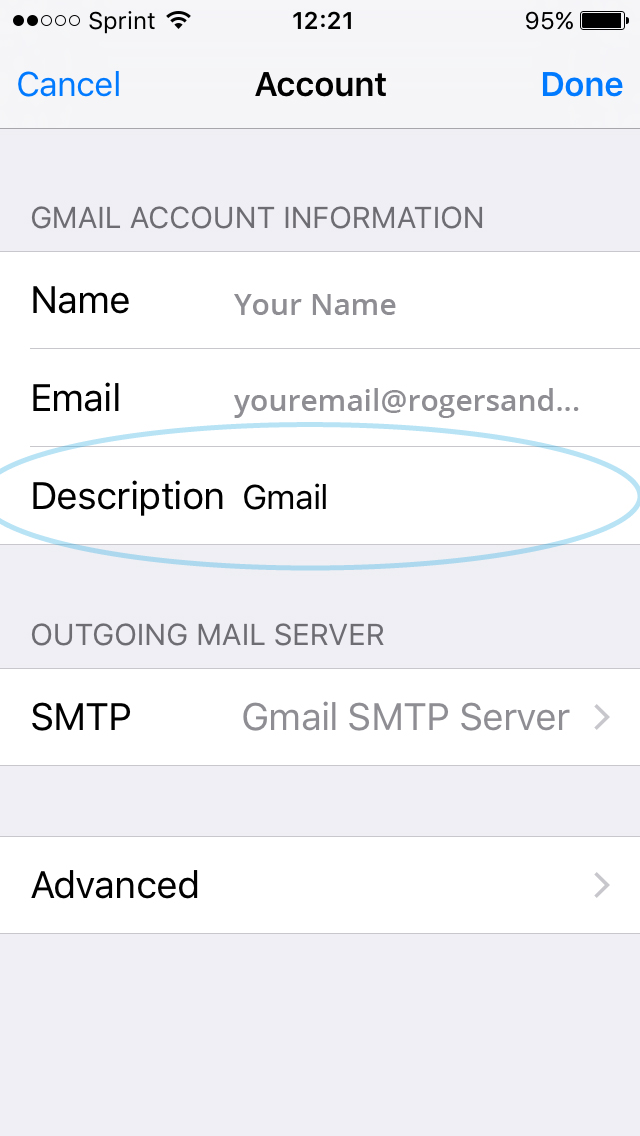 Sprint 12:21 95%
Cancel Account Done
GMAIL ACCOUNT INFORMATION
Name Your Name
Email youremail@rogersand...
Description Gmail
OUTGOING MAIL SERVER
SMTP Gmail SMTP Server
Advanced